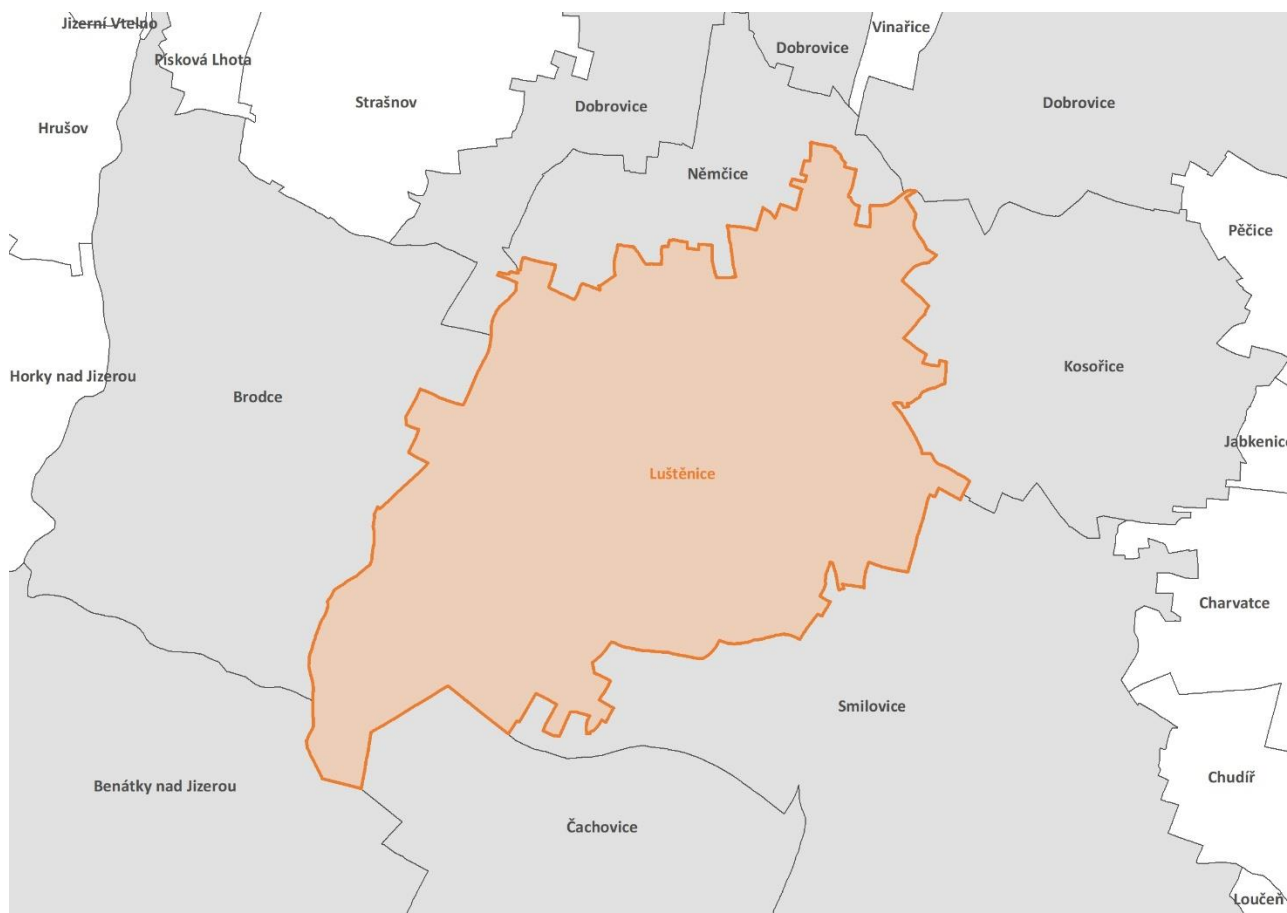 Jizerní Vtelno
Vinařice
Dobrovice
Písková Lhota
Strašnov
Dobrovice
Dobrovice
Hrušov
Němčice
Pěčice
Kosořice
Horky nad Jizerou
Brodce
Jabkenice
Luštěnice
Charvatce
Smilovice
Chudíř
Benátky nad Jizerou
Čachovice
Loučeň